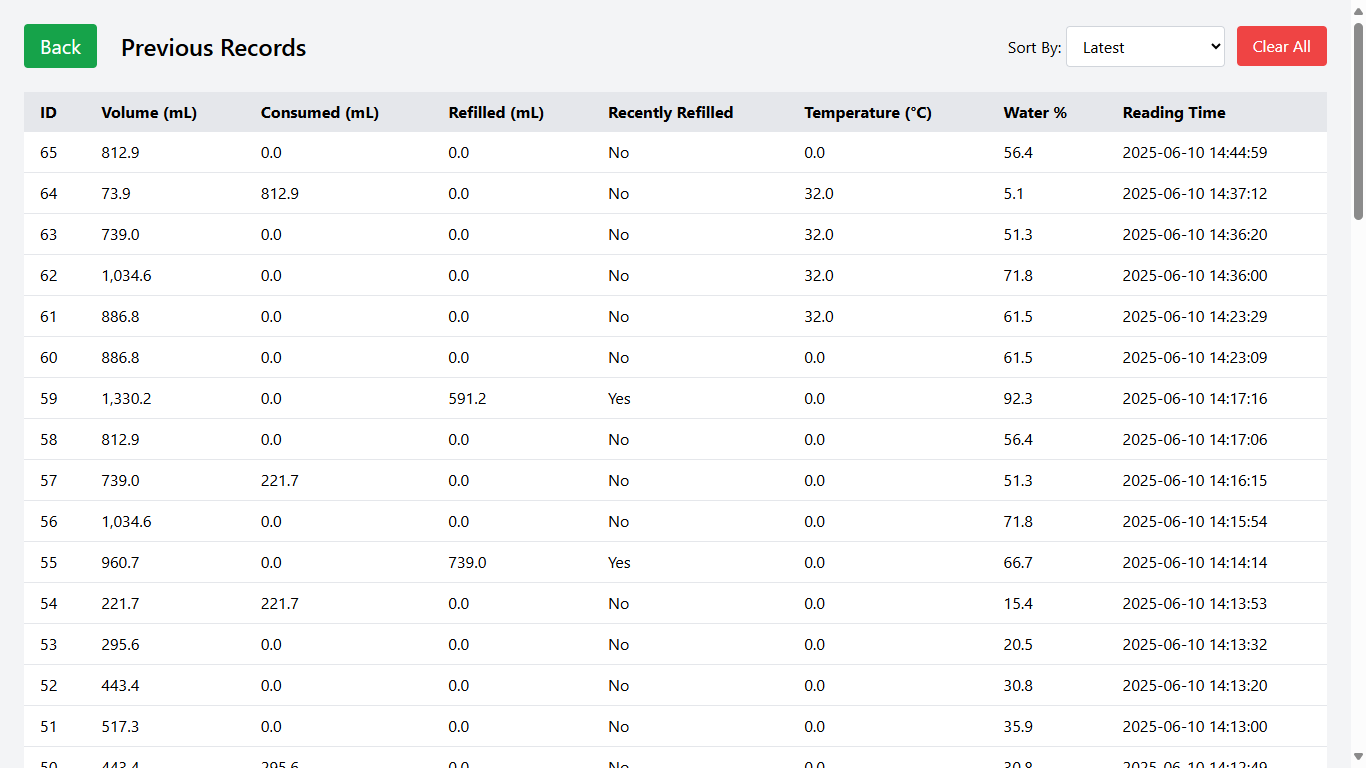 Back Previous Records Sort By: Latest Clear All
ID Volume (mL) Consumed (mL) Refilled (mL) Recently Refilled Temperature (°C) Water % Reading Time
65 812.9 0.0 0.0 No 0.0 56.4 2025-06-10 14:44:59
64 73.9 812.9 0.0 No 32.0 5.1 2025-06-10 14:37:12
63 739.0 0.0 0.0 No 32.0 51.3 2025-06-10 14:36:20
62 1,034.6 0.0 0.0 No 32.0 71.8 2025-06-10 14:36:00
61 886.8 0.0 0.0 No 32.0 61.5 2025-06-10 14:23:29
60 886.8 0.0 0.0 No 0.0 61.5 2025-06-10 14:23:09
59 1,330.2 0.0 591.2 Yes 0.0 92.3 2025-06-10 14:17:16
58 812.9 0.0 0.0 No 0.0 56.4 2025-06-10 14:17:06
57 739.0 221.7 0.0 No 0.0 51.3 2025-06-10 14:16:15
56 1,034.6 0.0 0.0 No 0.0 71.8 2025-06-10 14:15:54
55 960.7 0.0 739.0 Yes 0.0 66.7 2025-06-10 14:14:14
54 221.7 221.7 0.0 No 0.0 15.4 2025-06-10 14:13:53
53 295.6 0.0 0.0 No 0.0 20.5 2025-06-10 14:13:32
52 443.4 0.0 0.0 No 0.0 30.8 2025-06-10 14:13:20
51 517.3 0.0 0.0 No 0.0 35.9 2025-06-10 14:13:00
50 443.4 295.6 0.0 No 0.0 30.8 2025-06-10 14:12:49